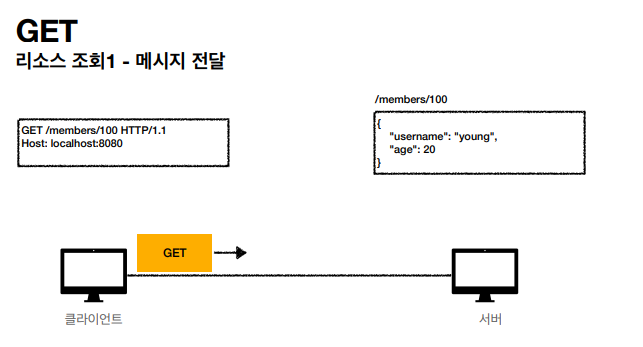 GET
리소스 조회1 - 메시지 전달
/members/100
GET /members/100 HTTP/1.1
Host: localhost:8080
{
"username": "young",
"age": 20
}
GET
클라이언트
서버